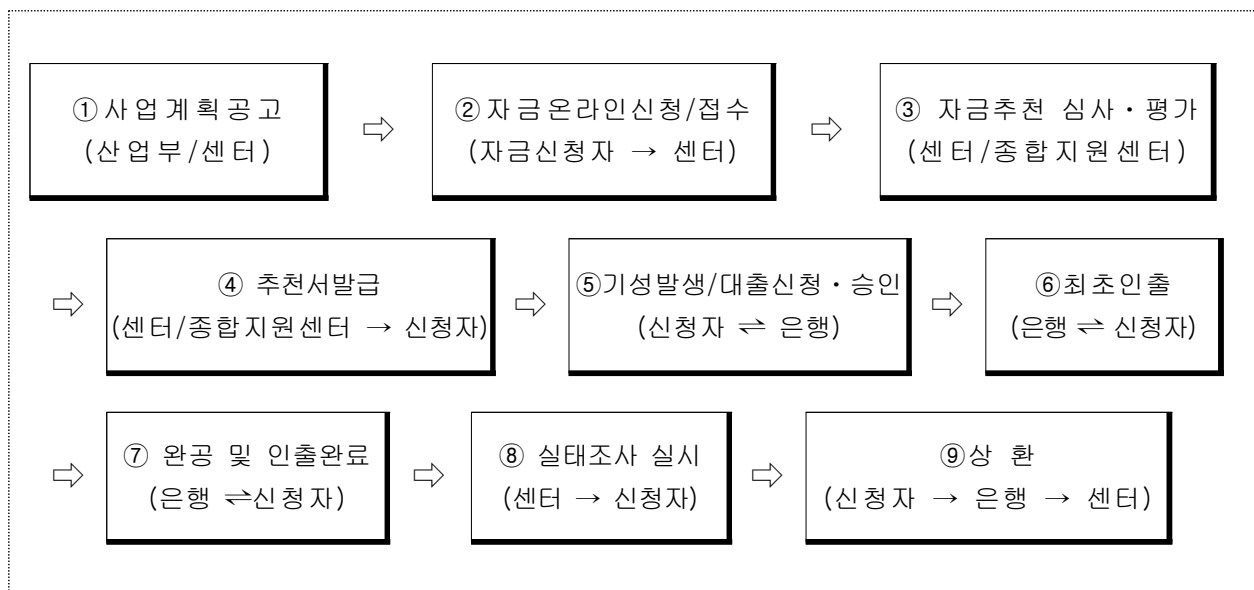 ①사업계획공고
(산업부/센터)
⇨
②자금온라인신청/접수
(자금신청자 → 센터)
⇨
③ 자금추천 심사・평가
(센터/종합지원센터)
⇨
④ 추천서발급
(센터/종합지원센터 → 신청자)
⇨
⑤기성발생/대출신청・승인
(신청자 ⇌ 은행)
⇨
⑥최초인출
(은행 ⇌ 신청자)
⇨
⑦ 완공 및 인출완료
(은행 ⇌신청자)
⇨
⑧ 실태조사 실시
(센터 → 신청자)
⇨
⑨상 환
(신청자 → 은행 → 센터)